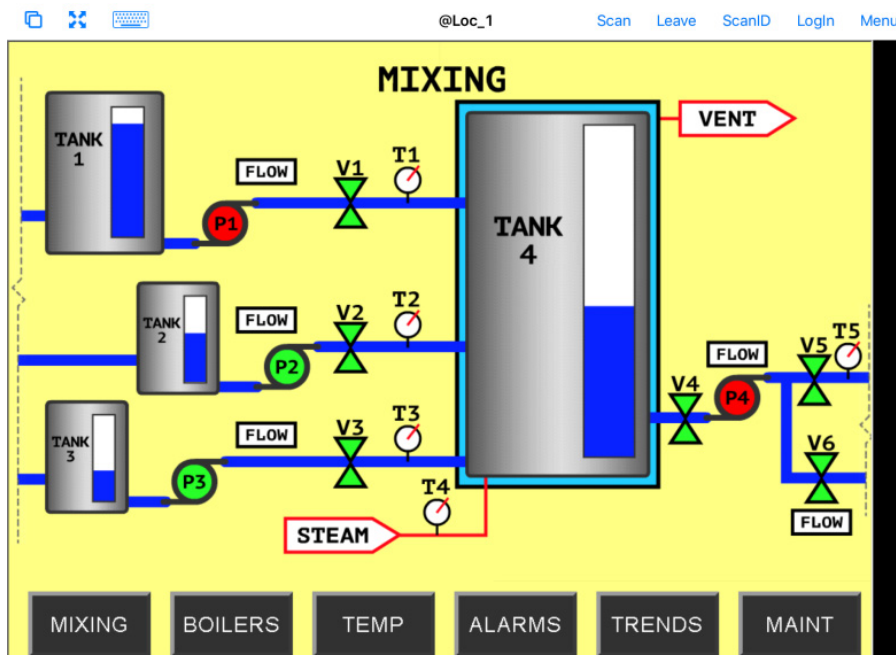 @Loc_1
Scan
Leave
ScanID
LogIn
Menu
MIXING
TANK
1
FLOW
V1
T1
P1
VENT
TANK
4
TANK
2
FLOW
V2
T2
P2
FLOW
V5
T5
V4
P4
TANK
3
FLOW
V3
T3
P3
V6
FLOW
T4
STEAM
MIXING
BOILERS
TEMP
ALARMS
TRENDS
MAINT